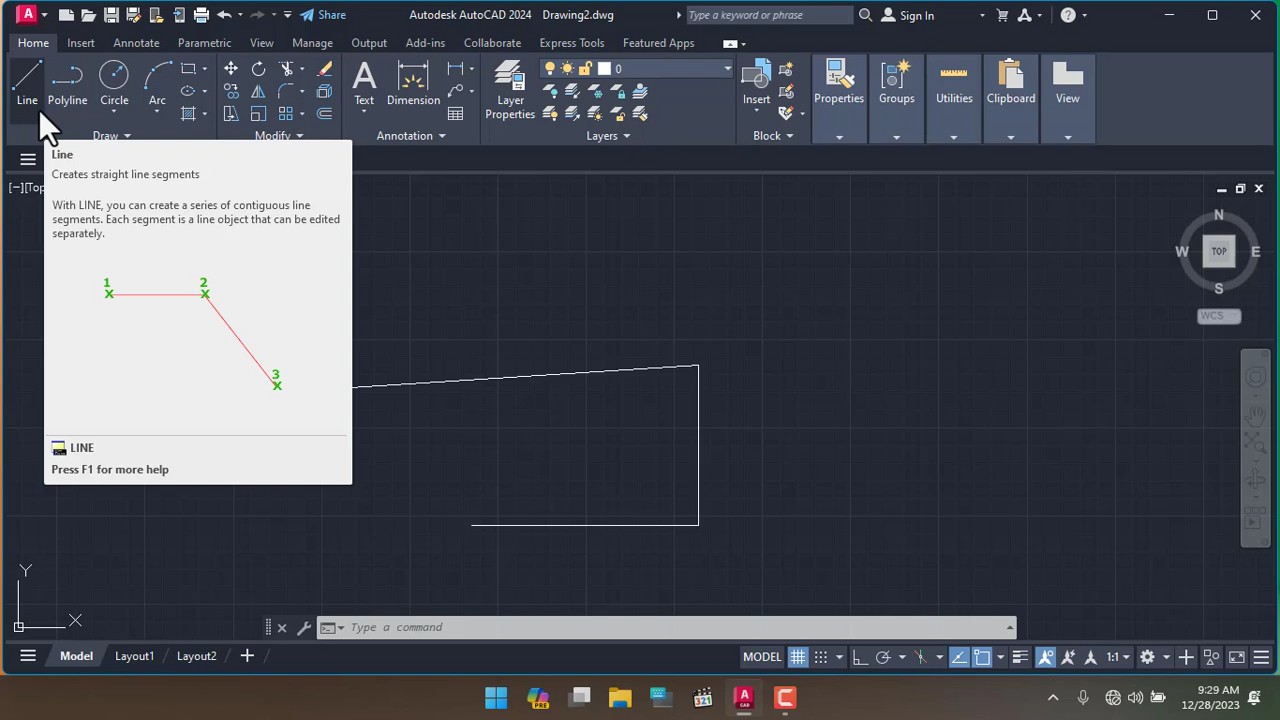 CAD
Share
Autodesk AutoCAD 2024 Drawing2.dwg
Type a keyword or phrase
Sign In
Home
Insert
Annotate
Parametric
View
Manage
Output
Add-ins
Collaborate
Express Tools
Featured Apps
Line
Polyline
Circle
Arc
Text
Dimension
Layer
Properties
0
Insert
Properties
Groups
Utilities
Clipboard
View
Draw
Modify
Annotation
Layers
Block
Line
Creates straight line segments
With LINE, you can create a series of contiguous line
segments. Each segment is a line object that can be edited
separately.
1
2
3
LINE
Press F1 for more help
[−][Top
N
W
TOP
E
S
WCS
Y
X
Type a command
Model
Layout1
Layout2
MODEL
1:1
PRE
321
A
CAD
9:29 AM
12/28/2023